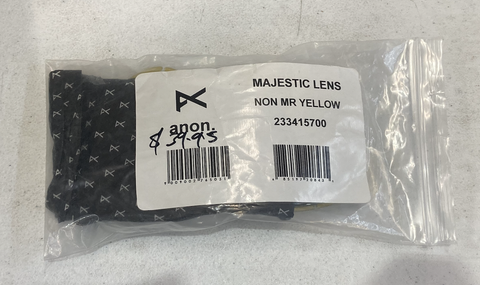 MAJESTIC LENS
NON MR YELLOW
233415700
anon.
$39.95